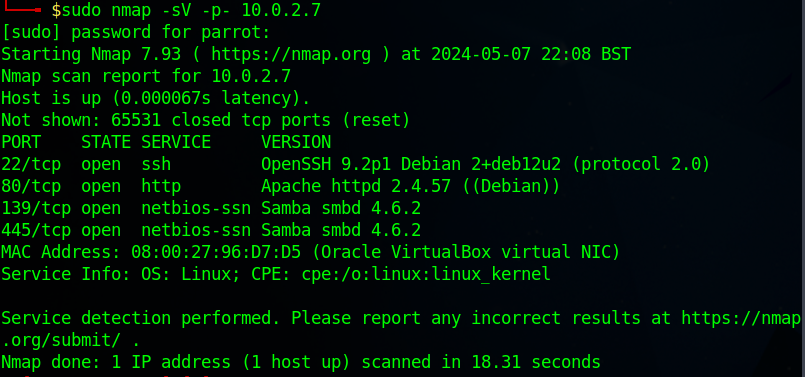 $sudo nmap -sV -p- 10.0.2.7
[sudo] password for parrot:
Starting Nmap 7.93 ( https://nmap.org ) at 2024-05-07 22:08 BST
Nmap scan report for 10.0.2.7
Host is up (0.000067s latency).
Not shown: 65531 closed tcp ports (reset)
PORT    STATE SERVICE     VERSION
22/tcp  open  ssh         OpenSSH 9.2p1 Debian 2+deb12u2 (protocol 2.0)
80/tcp  open  http        Apache httpd 2.4.57 ((Debian))
139/tcp open  netbios-ssn Samba smbd 4.6.2
445/tcp open  netbios-ssn Samba smbd 4.6.2
MAC Address: 08:00:27:96:D7:D5 (Oracle VirtualBox virtual NIC)
Service Info: OS: Linux; CPE: cpe:/o:linux:linux_kernel

Service detection performed. Please report any incorrect results at https://nmap
.org/submit/ .
Nmap done: 1 IP address (1 host up) scanned in 18.31 seconds